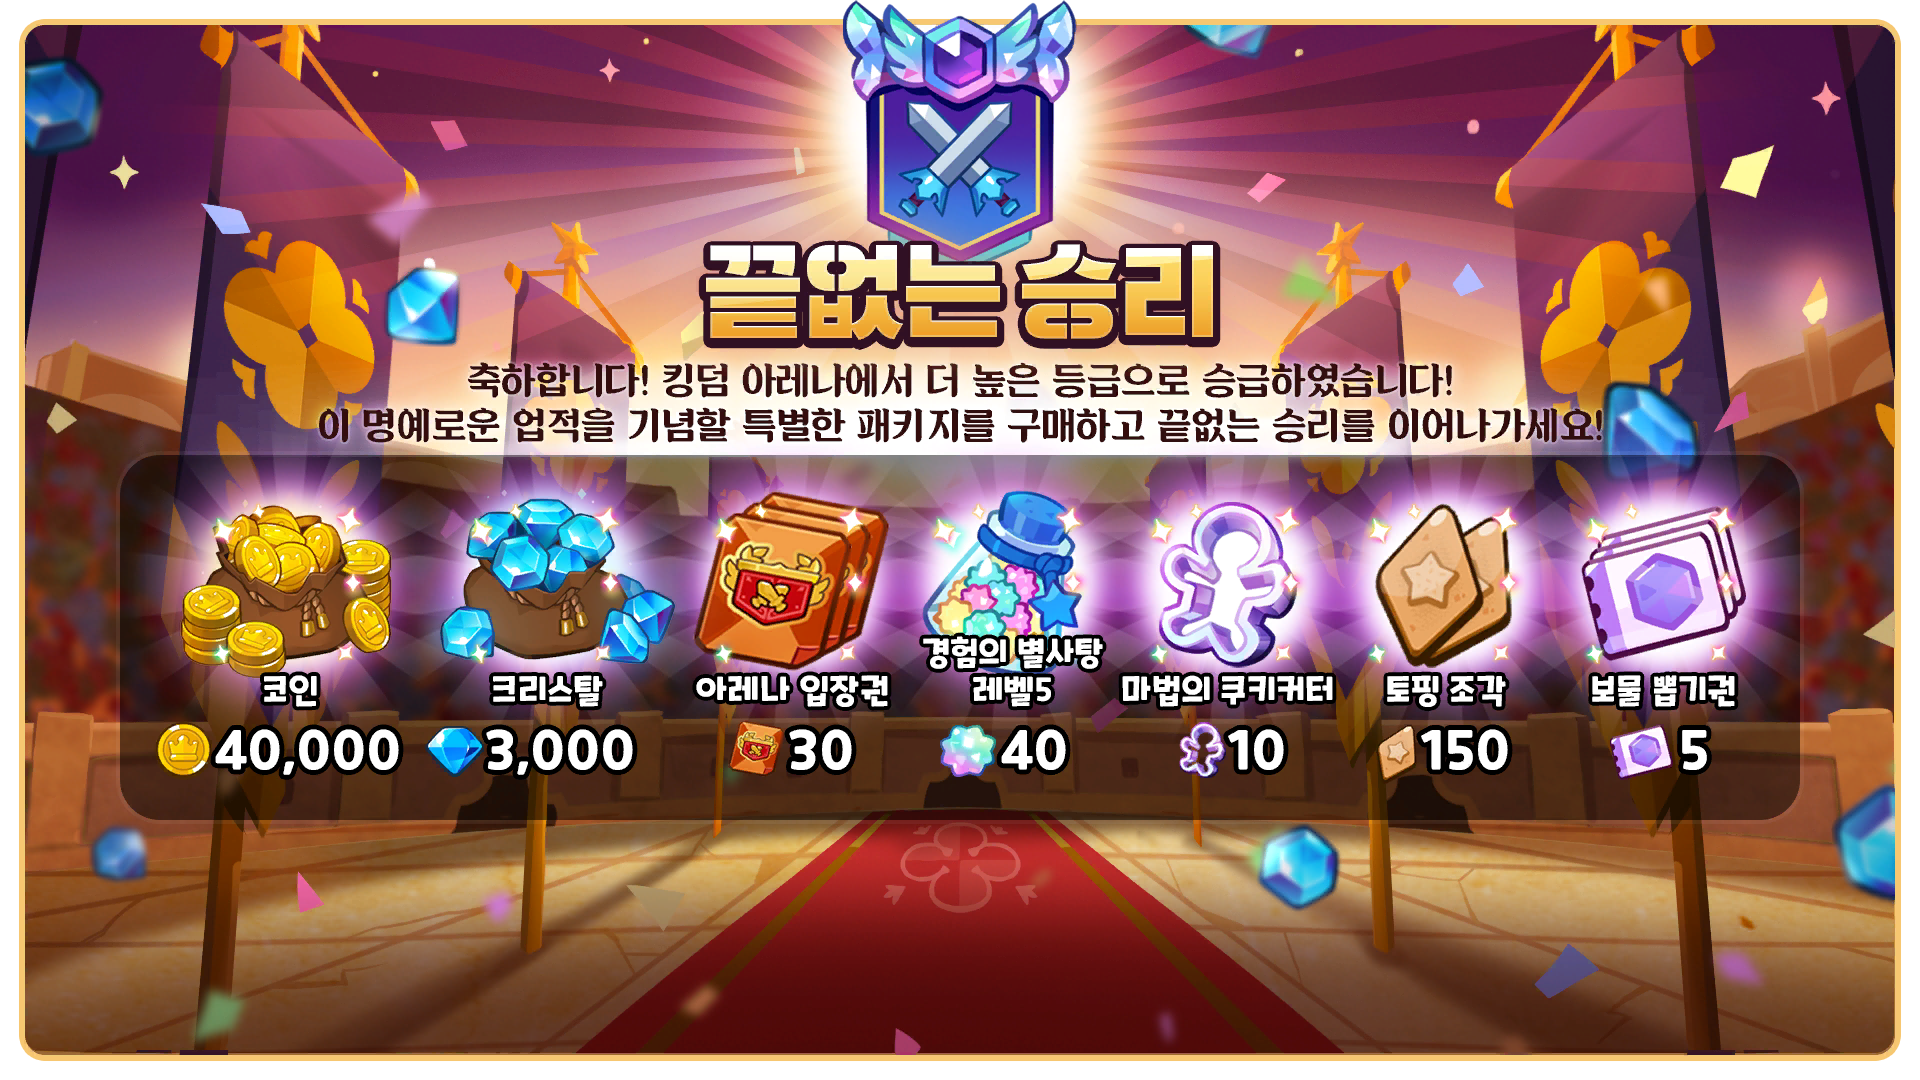 끝없는 승리
축하합니다! 킹덤 아레나에서 더 높은 등급으로 승급하였습니다!
이 명예로운 업적을 기념할 특별한 패키지를 구매하고 끝없는 승리를 이어나가세요!
코인
40,000
크리스탈
3,000
아레나 입장권
30
경험의 별사탕
레벨5
40
마법의 쿠키커터
10
토핑 조각
150
보물 뽑기권
5